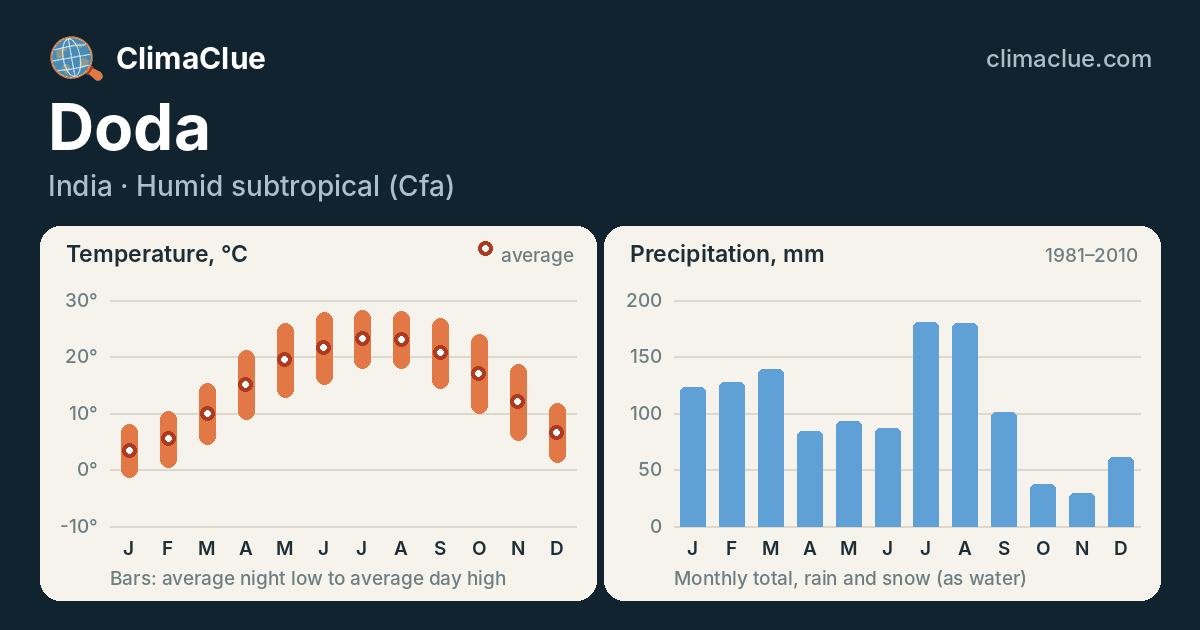 ClimaClue
climaclue.com
Doda
India · Humid subtropical (Cfa)
Temperature, °C
average
30°
20°
10°
0°
-10°
J F M A M J J A S O N D
Bars: average night low to average day high
Precipitation, mm
1981–2010
200
150
100
50
0
J F M A M J J A S O N D
Monthly total, rain and snow (as water)